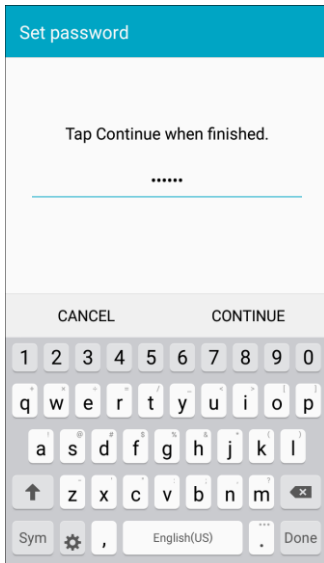 Set password
Tap Continue when finished.
••••••
CANCEL CONTINUE
1 2 3 4 5 6 7 8 9 0
q w e r t y u i o p
a s d f g h j k l
z x c v b n m
Sym , English(US) . Done